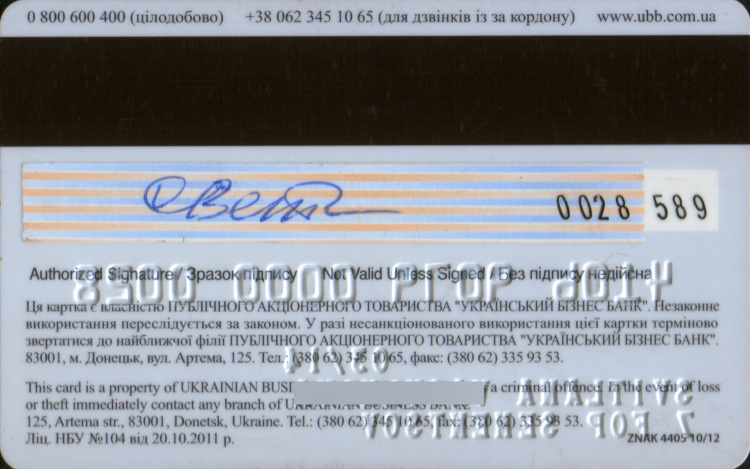 0 800 600 400 (цілодобово) +38 062 345 10 65 (для дзвінків із за кордону) www.ubb.com.ua
0028 589
Authorized Signature / Зразок підпису Not Valid Unless Signed / Без підпису недійсна
Ця картка є власністю ПУБЛІЧНОГО АКЦІОНЕРНОГО ТОВАРИСТВА "УКРАЇНСЬКИЙ БІЗНЕС БАНК". Незаконне
використання переслідується за законом. У разі несанкціонованого використання цієї картки терміново
звертатися до найближчої філії ПУБЛІЧНОГО АКЦІОНЕРНОГО ТОВАРИСТВА "УКРАЇНСЬКИЙ БІЗНЕС БАНК".
83001, м. Донецьк, вул. Артема, 125. Тел.: (380 62) 345 10 65, факс: (380 62) 335 93 53.
This card is a property of UKRAINIAN a criminal offence. In the event of loss
or theft immediately contact any branch of UKRAINIAN BUSINESS BANK
125, Artema str., 83001, Donetsk, Ukraine. Tel.: (380 62) 345 10 65, fax: (380 62) 335 93 53.
Ліц. НБУ №104 від 20.10.2011 р. ZNAK 4405 10/12